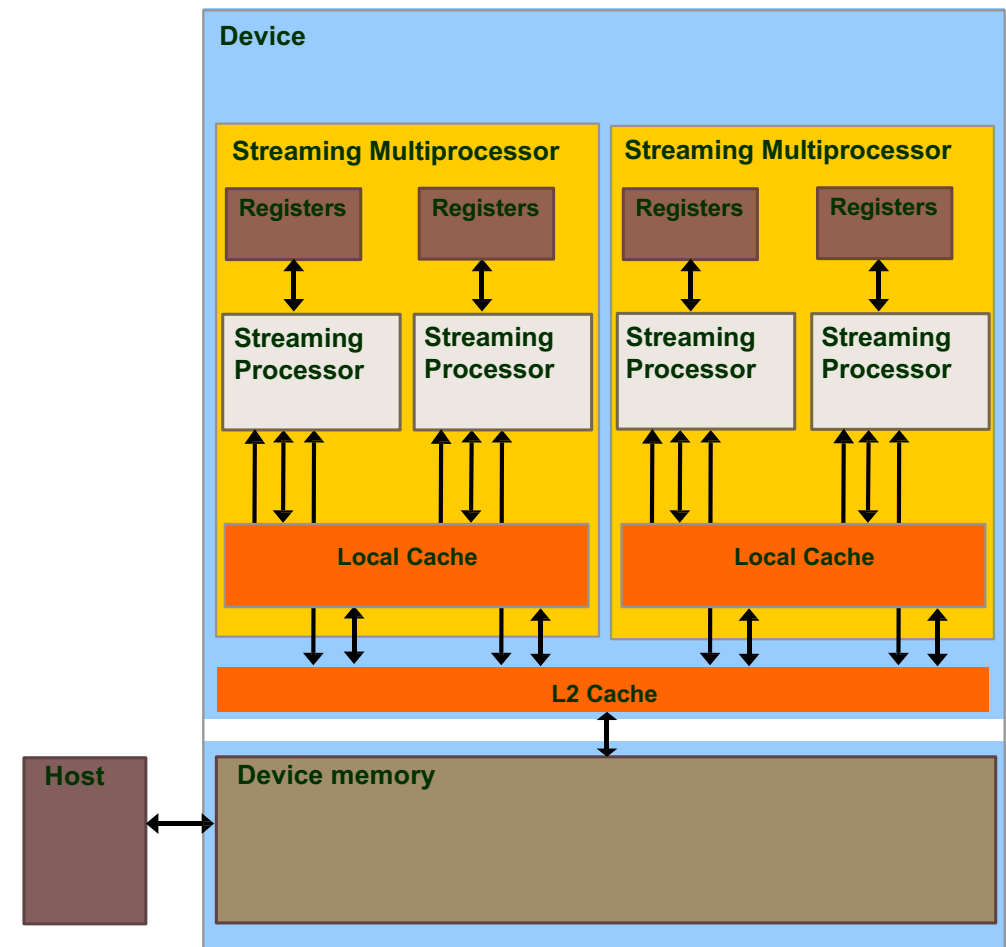 Device
Streaming Multiprocessor
Streaming Multiprocessor
Registers
Registers
Registers
Registers
Streaming
Processor
Streaming
Processor
Streaming
Processor
Streaming
Processor
Local Cache
Local Cache
L2 Cache
Host
Device memory